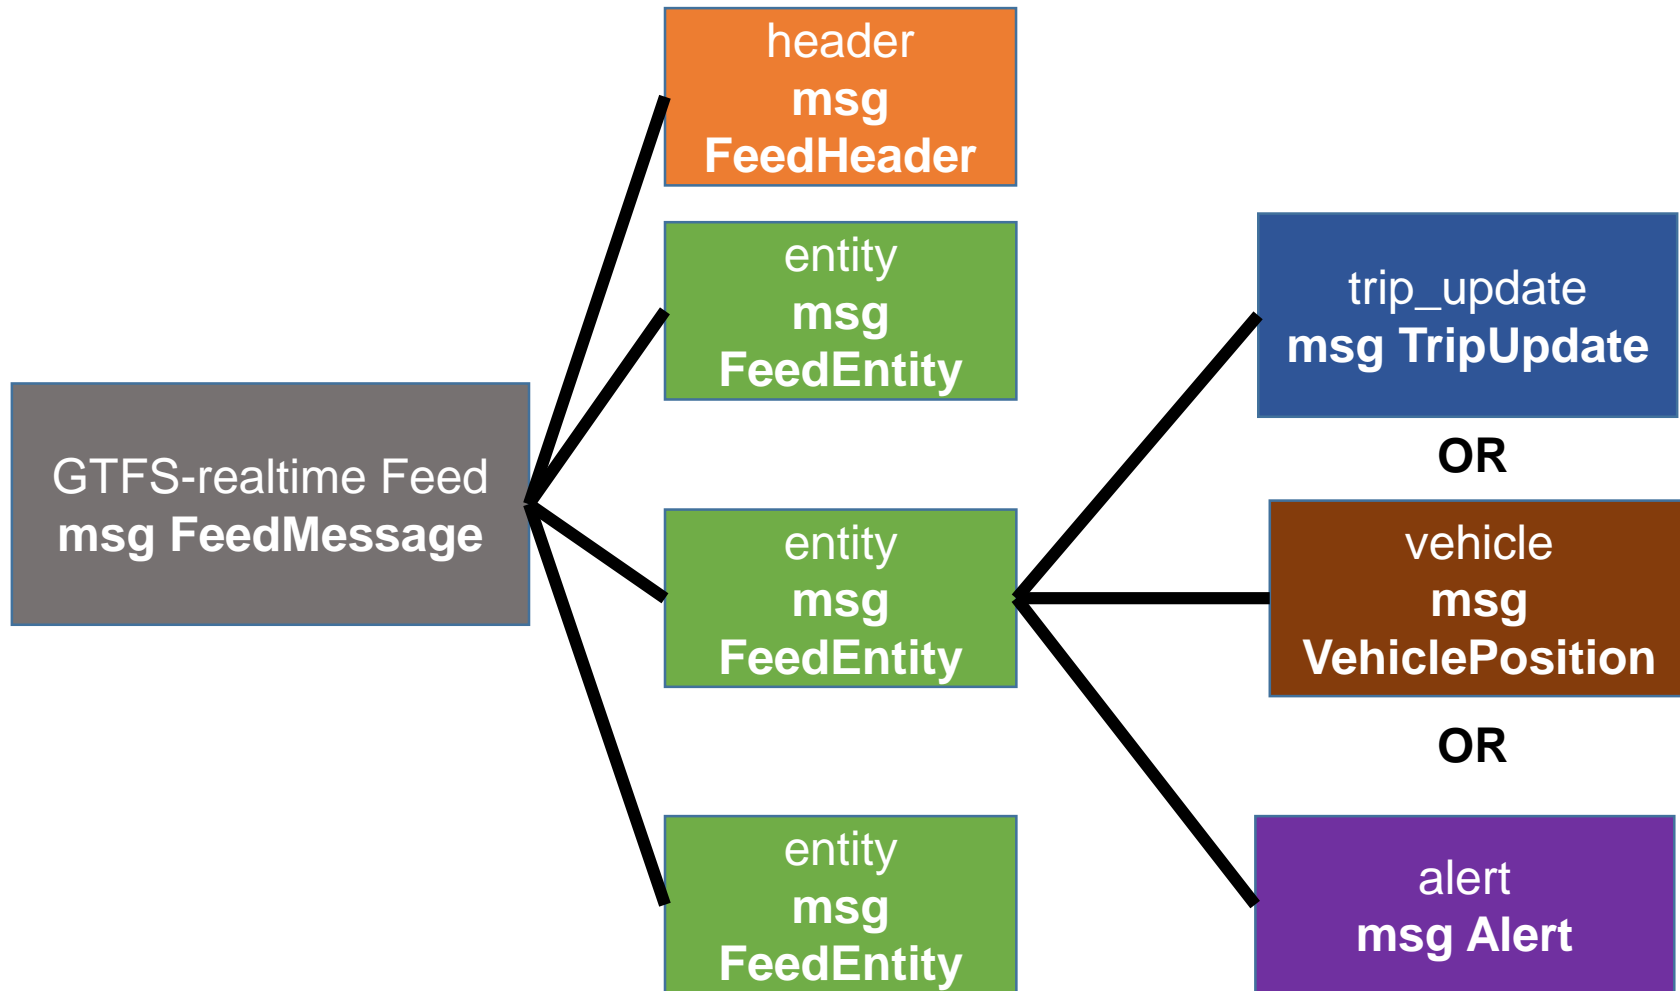 header
msg
FeedHeader
entity
msg
FeedEntity
GTFS-realtime Feed
msg FeedMessage
entity
msg
FeedEntity
entity
msg
FeedEntity
trip_update
msg TripUpdate
OR
vehicle
msg
VehiclePosition
OR
alert
msg Alert